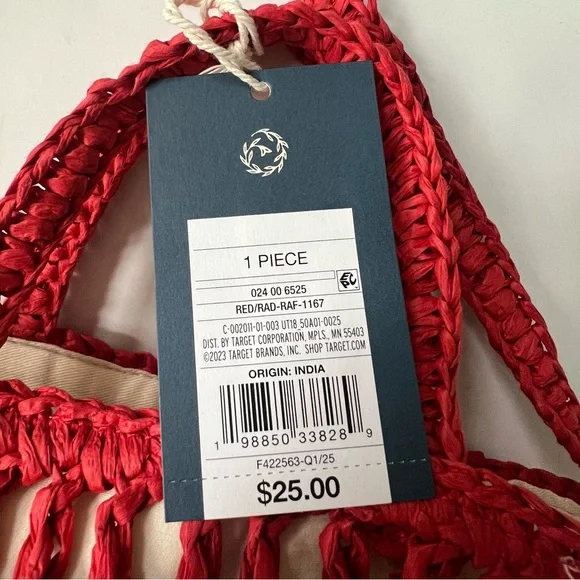 1 PIECE
024 00 6525
RED/RAD-RAF-1167
EPC
C-002011-01-003 UT18_50A01-0025
DIST. BY TARGET CORPORATION, MPLS., MN 55403
©2023 TARGET BRANDS, INC. SHOP TARGET.COM
ORIGIN: INDIA
1 98850 33828 9
F422563-Q1/25
$25.00